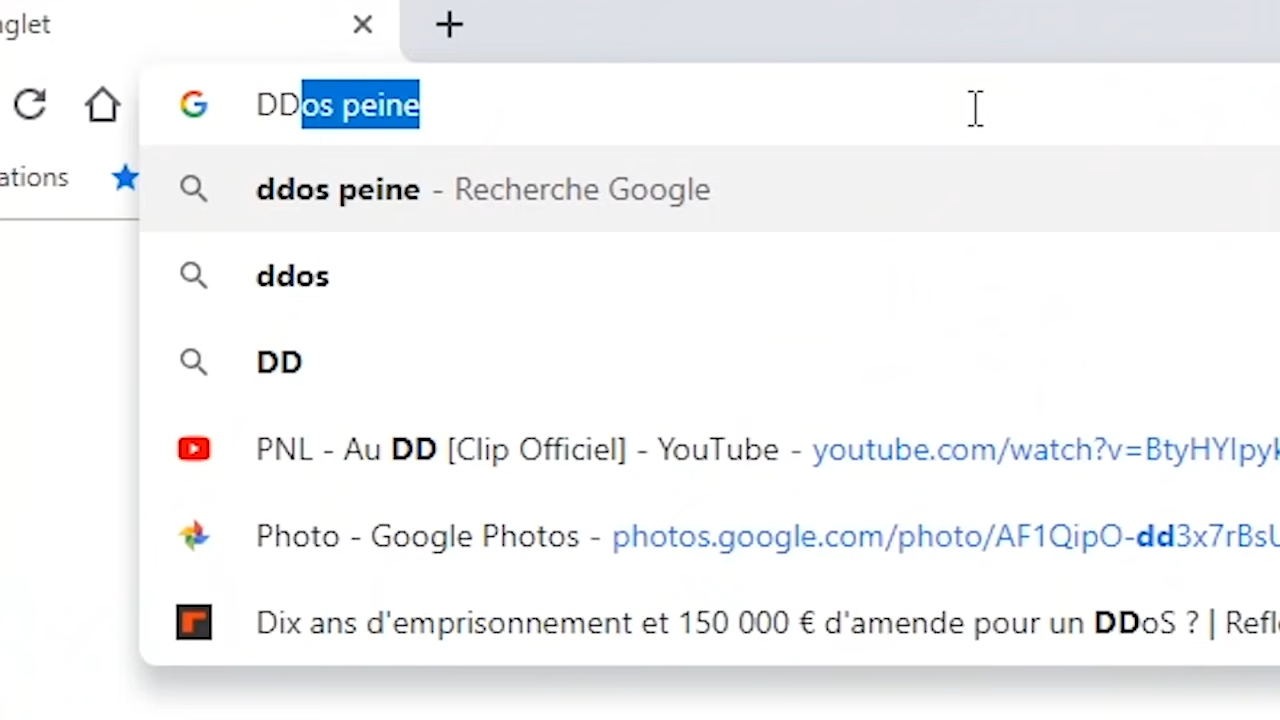 nglet
DDos peine
ations
ddos peine - Recherche Google
ddos
DD
PNL - Au DD [Clip Officiel] - YouTube - youtube.com/watch?v=BtyHYIpyk
Photo - Google Photos - photos.google.com/photo/AF1QipO-dd3x7rBsU
Dix ans d'emprisonnement et 150 000 € d'amende pour un DDoS ? | Refle